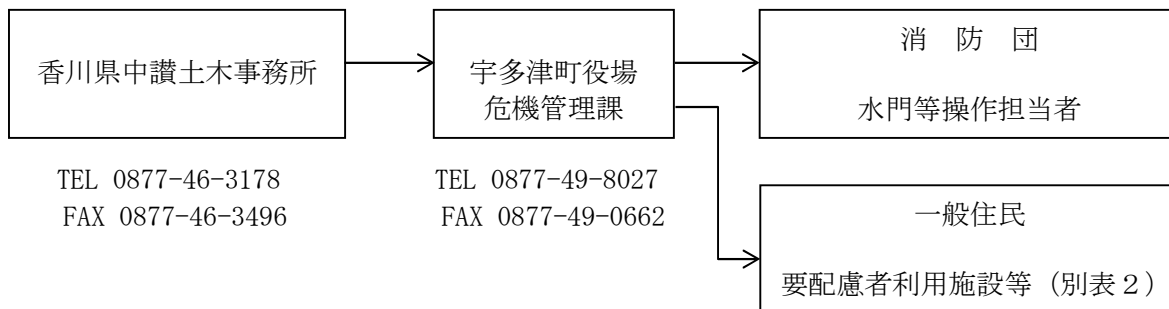 香川県中讃土木事務所
TEL 0877-46-3178
FAX 0877-46-3496
宇多津町役場
危機管理課
TEL 0877-49-8027
FAX 0877-49-0662
消 防 団
水門等操作担当者
一般住民
要配慮者利用施設等（別表２）